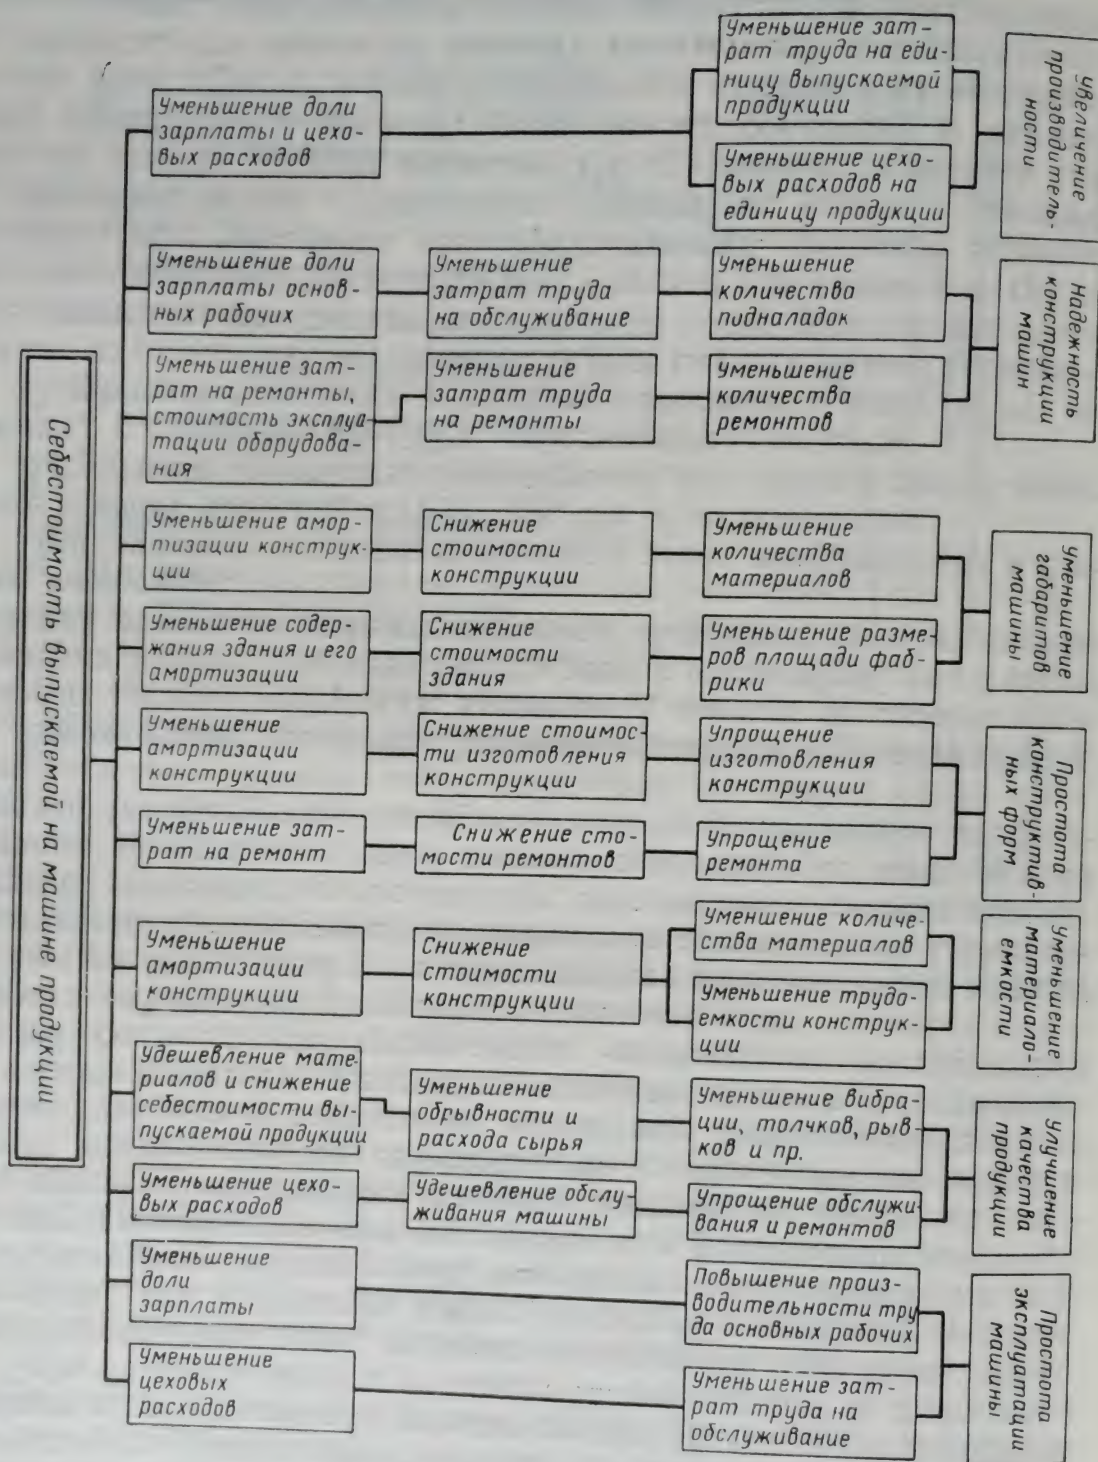 Себестоимость выпускаемой на машине продукции
Уменьшение доли
зарплаты и цехо-
вых расходов
Уменьшение зат-
рат труда на еди-
ницу выпускаемой
продукции
Уменьшение цехо-
вых расходов на
единицу продукции
Увеличение
производитель-
ности
Уменьшение доли
зарплаты основ-
ных рабочих
Уменьшение
затрат труда
на обслуживание
Уменьшение
количества
подналадок
Уменьшение зат-
рат на ремонты,
стоимость эксплуа-
тации оборудова-
ния
Уменьшение
затрат труда
на ремонты
Уменьшение
количества
ремонтов
Надежность
конструкции
машин
Уменьшение амор-
тизации конструк-
ции
Снижение
стоимости
конструкции
Уменьшение
количества
материалов
Уменьшение содер-
жания здания и его
амортизации
Снижение
стоимости
здания
Уменьшение разме-
ров площади фаб-
рики
Уменьшение
габаритов
машины
Уменьшение
амортизации
конструкции
Снижение стоимос-
ти изготовления
конструкции
Упрощение
изготовления
конструкции
Уменьшение зат-
рат на ремонт
Снижение сто-
мости ремонтов
Упрощение
ремонта
Простота
конструктив-
ных форм
Уменьшение
амортизации
конструкции
Снижение
стоимости
конструкции
Уменшение количе-
ства материалов
Уменьшение трудо-
емкости конструк-
ции
Уменьшение
материало-
емкости
Удешевление мате-
риалов и снижение
себестоимости вы-
пускаемой продукции
Уменьшение
обрывности и
расхода сырья
Уменьшение вибра-
ции, толчков, рыв-
ков и пр.
Уменьшение цехо-
вых расходов
Удешевление обслу-
живания машины
Упрощение обслужи-
вания и ремонтов
Улучшение
качества
продукции
Уменьшение
доли
зарплаты
Повышение произ-
водительности тру
да основных рабочих
Уменьшение
цеховых
расходов
Уменьшение зат-
рат труда на
обслуживание
Простота
эксплуатации
машины